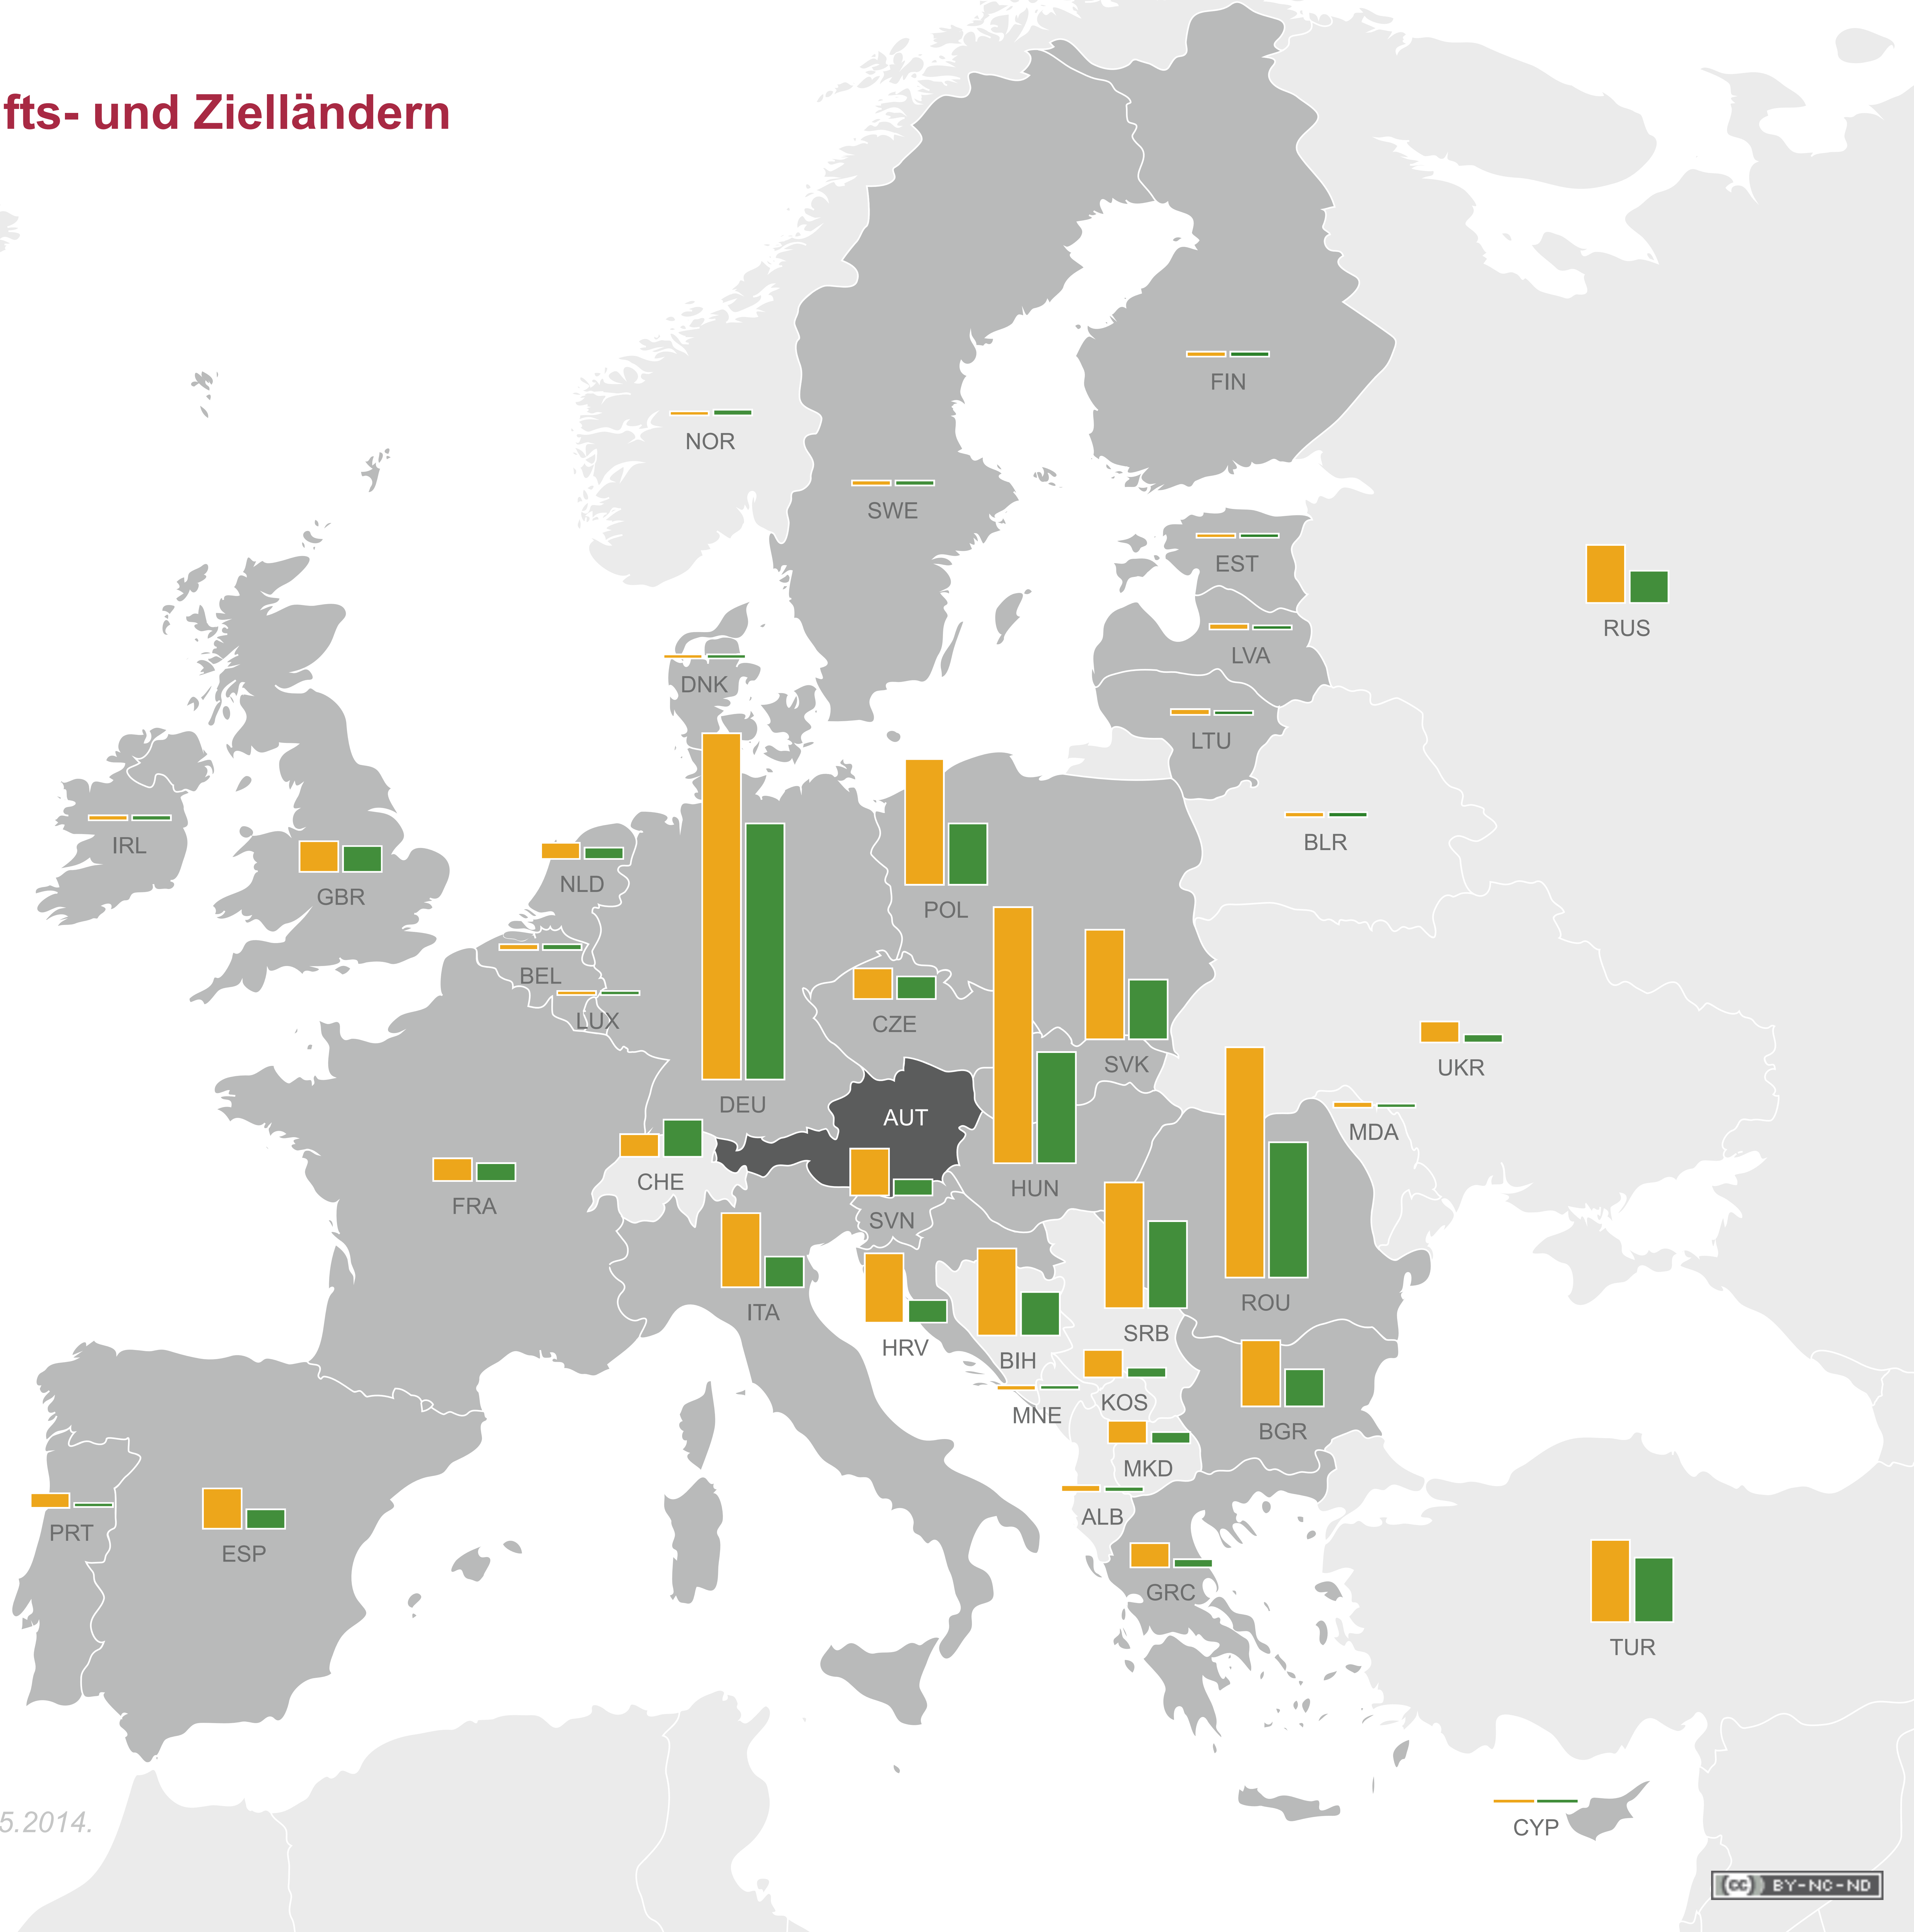 fts- und Zielländern
FIN
NOR
SWE
EST
RUS
LVA
DNK
LTU
IRL
BLR
GBR
NLD
POL
BEL
LUX
CZE
SVK
UKR
DEU
AUT
MDA
CHE
HUN
FRA
SVN
ITA
ROU
HRV
SRB
BIH
KOS
MNE
BGR
MKD
ALB
PRT
ESP
GRC
TUR
5.2014.
CYP
cc BY-NC-ND